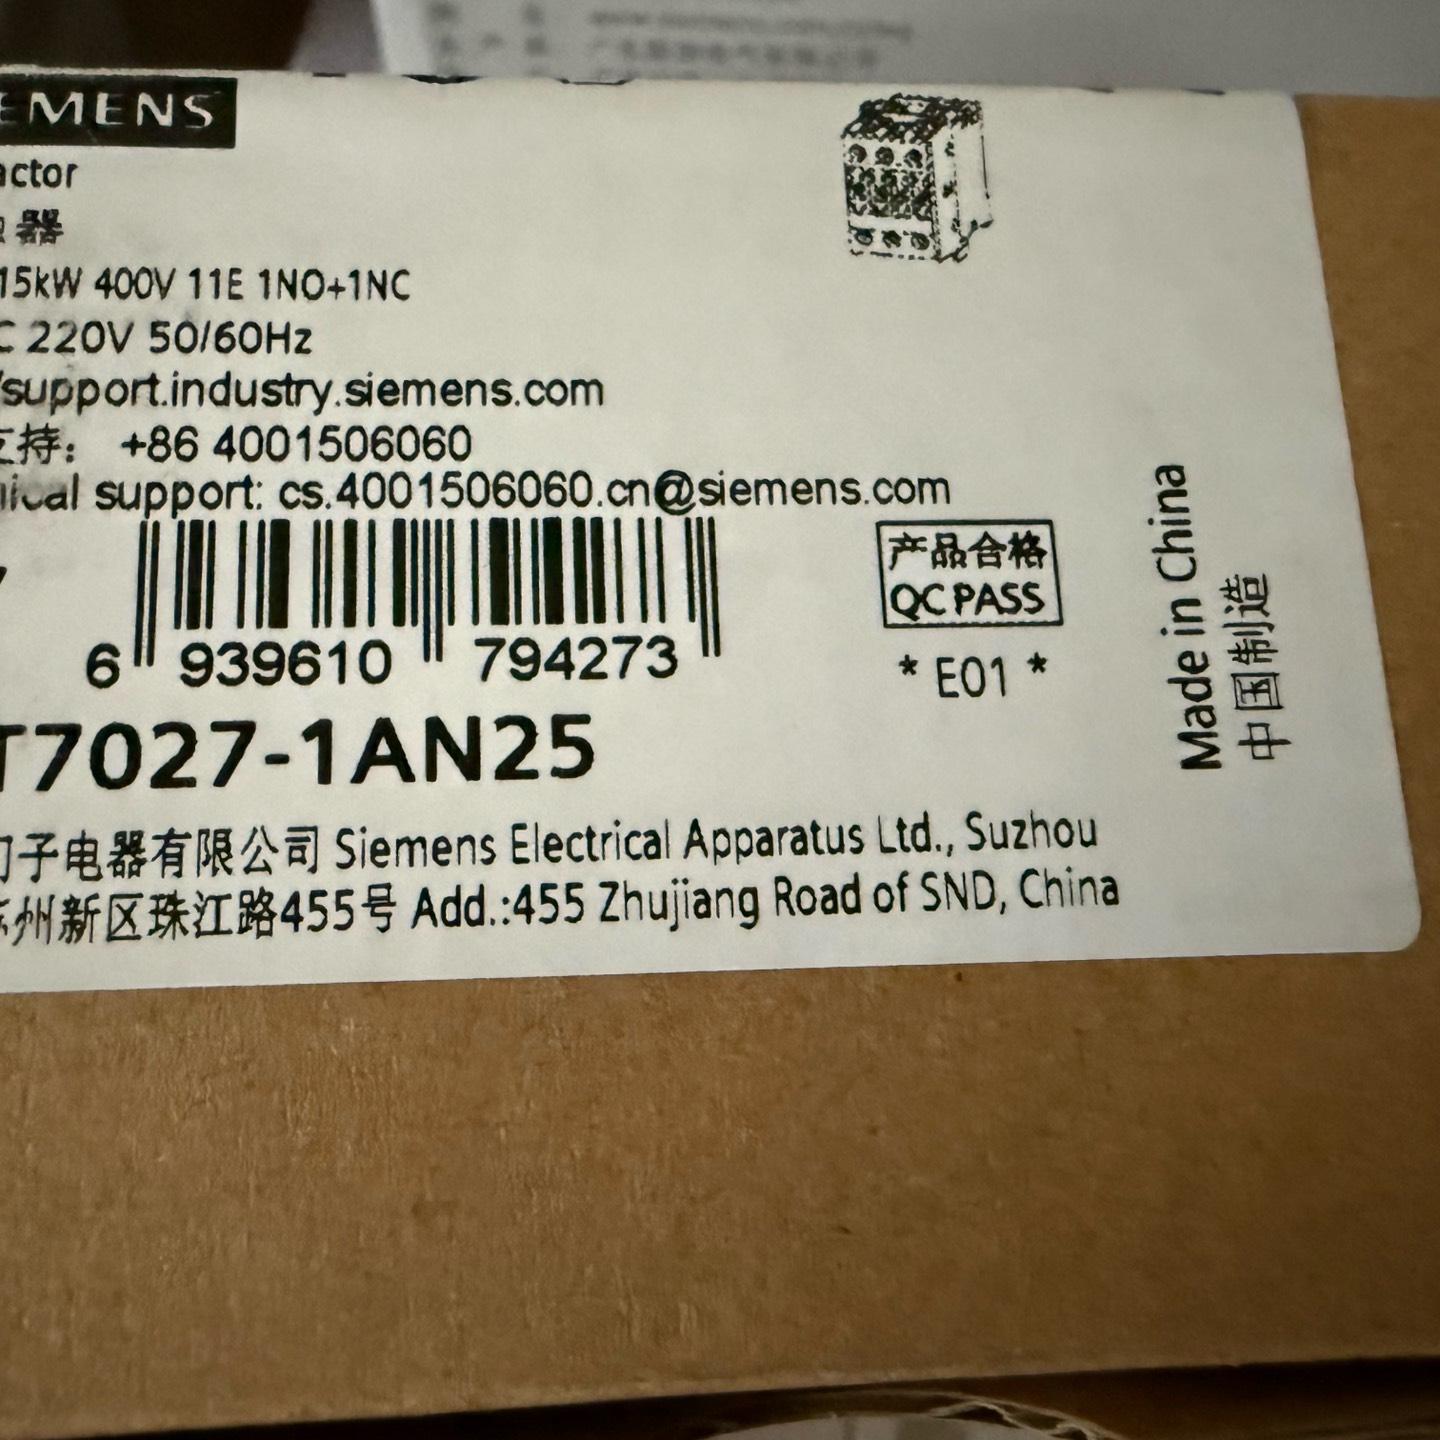 EMENS
actor
器
15kW 400V 11E 1NO+1NC
C 220V 50/60Hz
/support.industry.siemens.com
支持： +86 4001506060
nical support: cs.4001506060.cn@siemens.com
6 939610 794273
产品合格
QC PASS
* E01 *
T7027-1AN25
门子电器有限公司 Siemens Electrical Apparatus Ltd., Suzhou
苏州新区珠江路455号 Add.:455 Zhujiang Road of SND, China
Made in China
中国制造